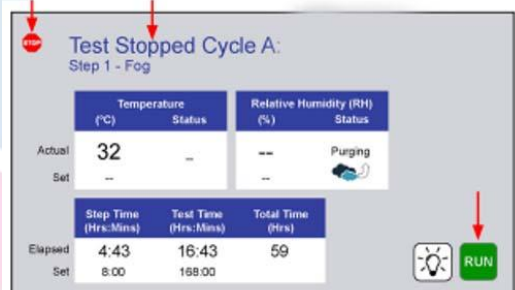 STOP
Test Stopped Cycle A:
Step 1 - Fog
Temperature
Relative Humidity (RH)
(°C) Status
(%) Status
Actual 32 _ -- Purging
Set -- --
Step Time Test Time Total Time
(Hrs:Mins) (Hrs:Mins) (Hrs)
Elapsed 4:43 16:43 59
Set 8:00 168:00
RUN